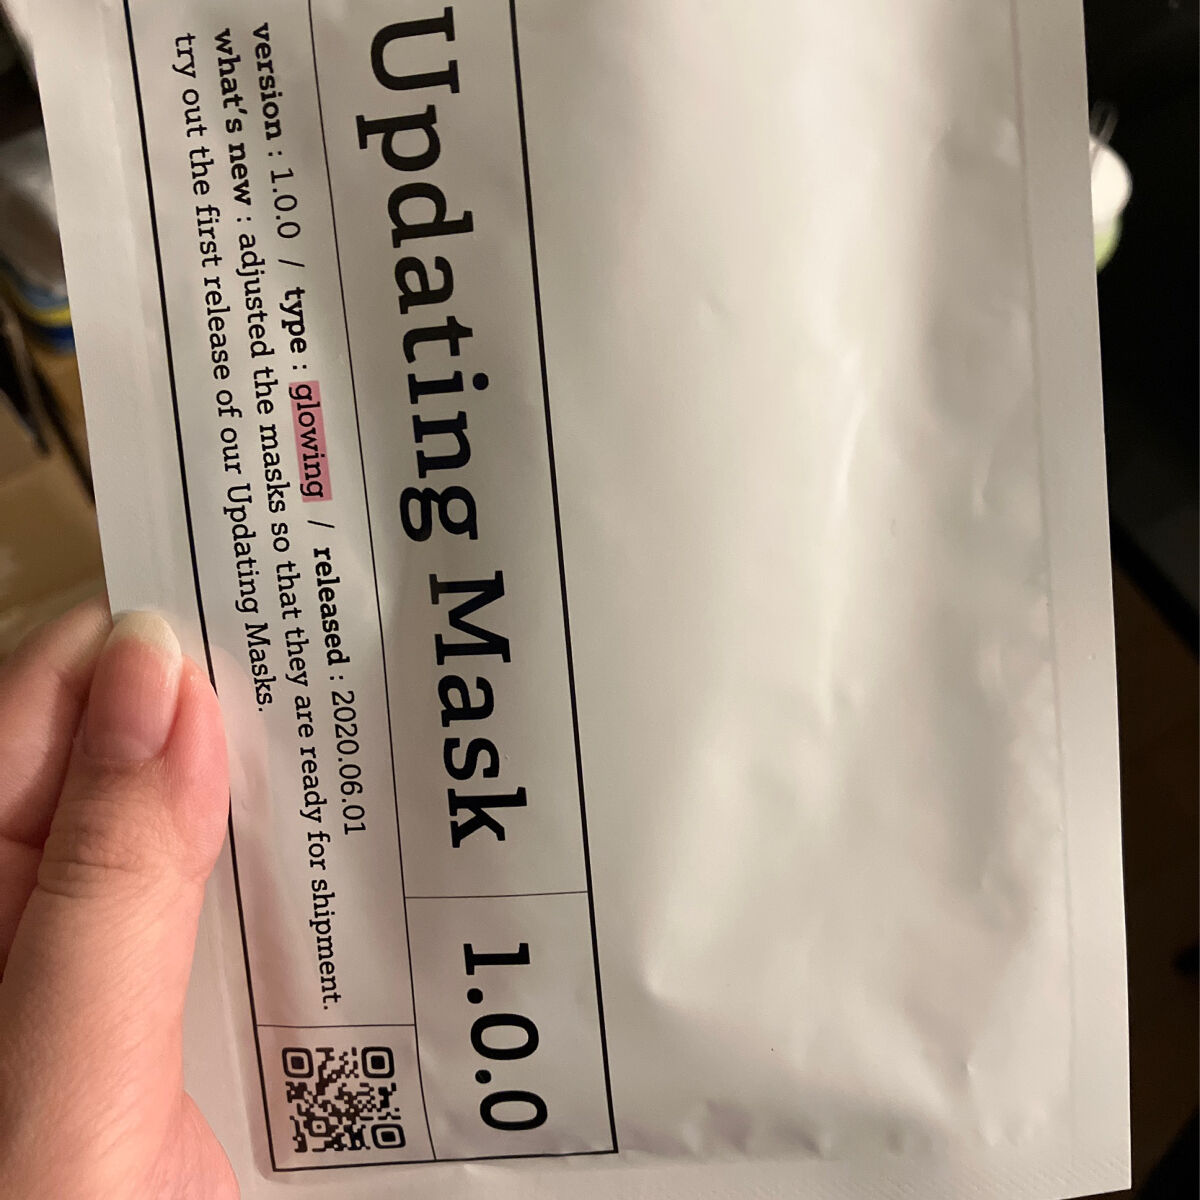 Updating Mask 1.0.0
version : 1.0.0 / type : glowing / released : 2020.06.01
what's new : adjusted the masks so that they are ready for shipment.
try out the first release of our Updating Masks.